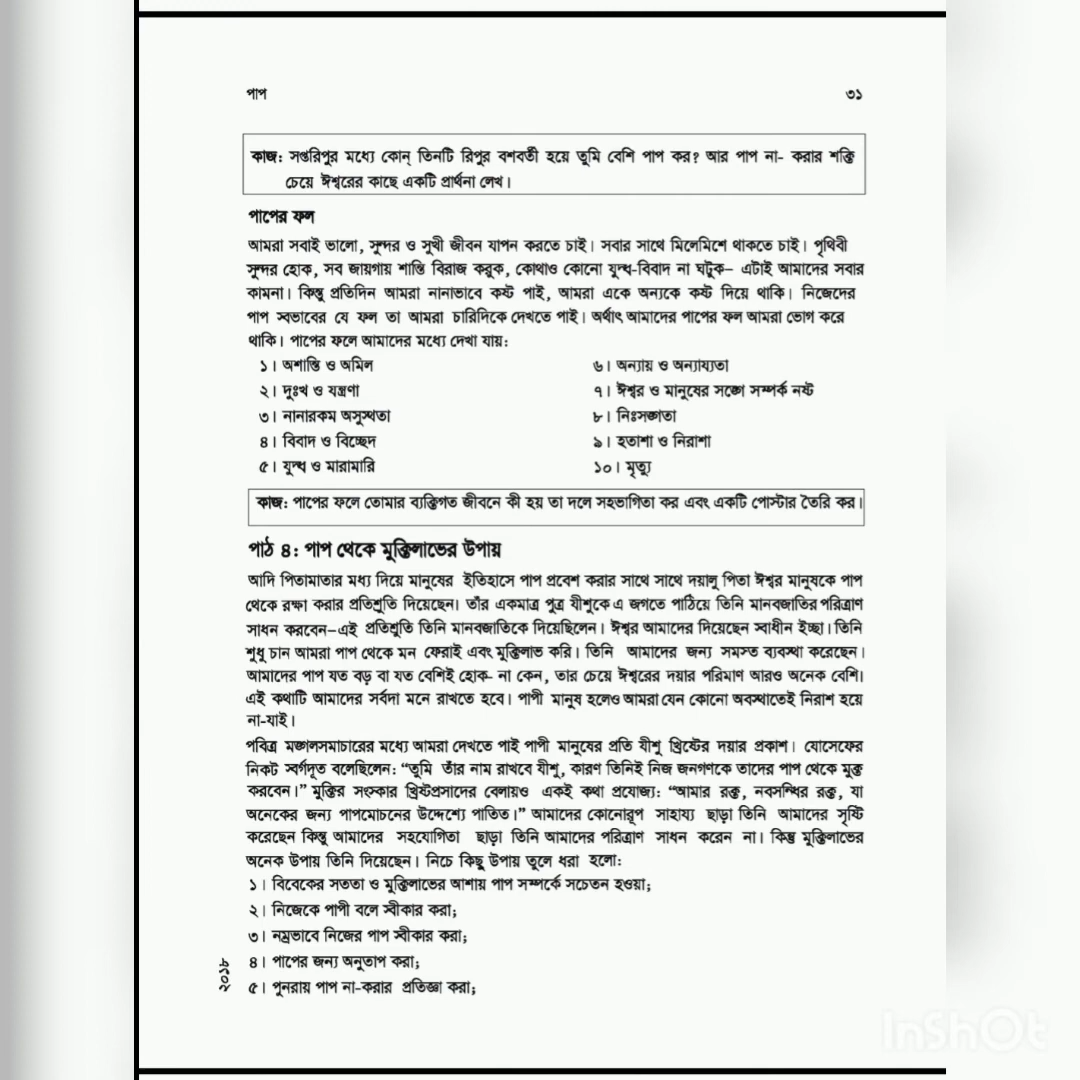 পাপ
৩১
কাজ: সপ্তরিপুর মধ্যে কোন্ তিনটি রিপুর বশবর্তী হয়ে তুমি বেশি পাপ কর? আর পাপ না- করার শক্তি
চেয়ে ঈশ্বরের কাছে একটি প্রার্থনা লেখ।
পাপের ফল
আমরা সবাই ভালো, সুন্দর ও সুখী জীবন যাপন করতে চাই। সবার সাথে মিলেমিশে থাকতে চাই। পৃথিবী
সুন্দর হোক, সব জায়গায় শান্তি বিরাজ করুক, কোথাও কোনো যুদ্ধ-বিবাদ না ঘটুক– এটাই আমাদের সবার
কামনা। কিন্তু প্রতিদিন আমরা নানাভাবে কষ্ট পাই, আমরা একে অন্যকে কষ্ট দিয়ে থাকি। নিজেদের
পাপ স্বভাবের যে ফল তা আমরা চারিদিকে দেখতে পাই। অর্থাৎ আমাদের পাপের ফল আমরা ভোগ করে
থাকি। পাপের ফলে আমাদের মধ্যে দেখা যায়:
১। অশান্তি ও অমিল
২। দুঃখ ও যন্ত্রণা
৩। নানারকম অসুস্থতা
৪। বিবাদ ও বিচ্ছেদ
৫। যুদ্ধ ও মারামারি
৬। অন্যায় ও অন্যায্যতা
৭। ঈশ্বর ও মানুষের সঙ্গে সম্পর্ক নষ্ট
৮। নিঃসঙ্গতা
৯। হতাশা ও নিরাশা
১০। মৃত্যু
কাজ: পাপের ফলে তোমার ব্যক্তিগত জীবনে কী হয় তা দলে সহভাগিতা কর এবং একটি পোস্টার তৈরি কর।
পাঠ ৪: পাপ থেকে মুক্তিলাভের উপায়
আদি পিতামাতার মধ্য দিয়ে মানুষের ইতিহাসে পাপ প্রবেশ করার সাথে সাথে দয়ালু পিতা ঈশ্বর মানুষকে পাপ
থেকে রক্ষা করার প্রতিশ্রুতি দিয়েছেন। তাঁর একমাত্র পুত্র যীশুকে এ জগতে পাঠিয়ে তিনি মানবজাতির পরিত্রাণ
সাধন করবেন–এই প্রতিশ্রুতি তিনি মানবজাতিকে দিয়েছিলেন। ঈশ্বর আমাদের দিয়েছেন স্বাধীন ইচ্ছা। তিনি
শুধু চান আমরা পাপ থেকে মন ফেরাই এবং মুক্তিলাভ করি। তিনি আমাদের জন্য সমস্ত ব্যবস্থা করেছেন।
আমাদের পাপ যত বড় বা যত বেশিই হোক- না কেন, তার চেয়ে ঈশ্বরের দয়ার পরিমাণ আরও অনেক বেশি।
এই কথাটি আমাদের সর্বদা মনে রাখতে হবে। পাপী মানুষ হলেও আমরা যেন কোনো অবস্থাতেই নিরাশ হয়ে
না-যাই।
পবিত্র মঙ্গলসমাচারের মধ্যে আমরা দেখতে পাই পাপী মানুষের প্রতি যীশু খ্রিষ্টের দয়ার প্রকাশ। যোসেফের
নিকট স্বর্গদূত বলেছিলেন: “তুমি তাঁর নাম রাখবে যীশু, কারণ তিনিই নিজ জনগণকে তাদের পাপ থেকে মুক্ত
করবেন।” মুক্তির সংস্কার খ্রিষ্টপ্রসাদের বেলায়ও একই কথা প্রযোজ্য: “আমার রক্ত, নবসন্ধির রক্ত, যা
অনেকের জন্য পাপমোচনের উদ্দেশ্যে পাতিত।” আমাদের কোনোরূপ সাহায্য ছাড়া তিনি আমাদের সৃষ্টি
করেছেন কিন্তু আমাদের সহযোগিতা ছাড়া তিনি আমাদের পরিত্রাণ সাধন করেন না। কিন্তু মুক্তিলাভের
অনেক উপায় তিনি দিয়েছেন। নিচে কিছু উপায় তুলে ধরা হলো:
১। বিবেকের সততা ও মুক্তিলাভের আশায় পাপ সম্পর্কে সচেতন হওয়া;
২। নিজেকে পাপী বলে স্বীকার করা;
৩। নম্রভাবে নিজের পাপ স্বীকার করা;
৪। পাপের জন্য অনুতাপ করা;
৫। পুনরায় পাপ না-করার প্রতিজ্ঞা করা;
২০১৮
InShOt